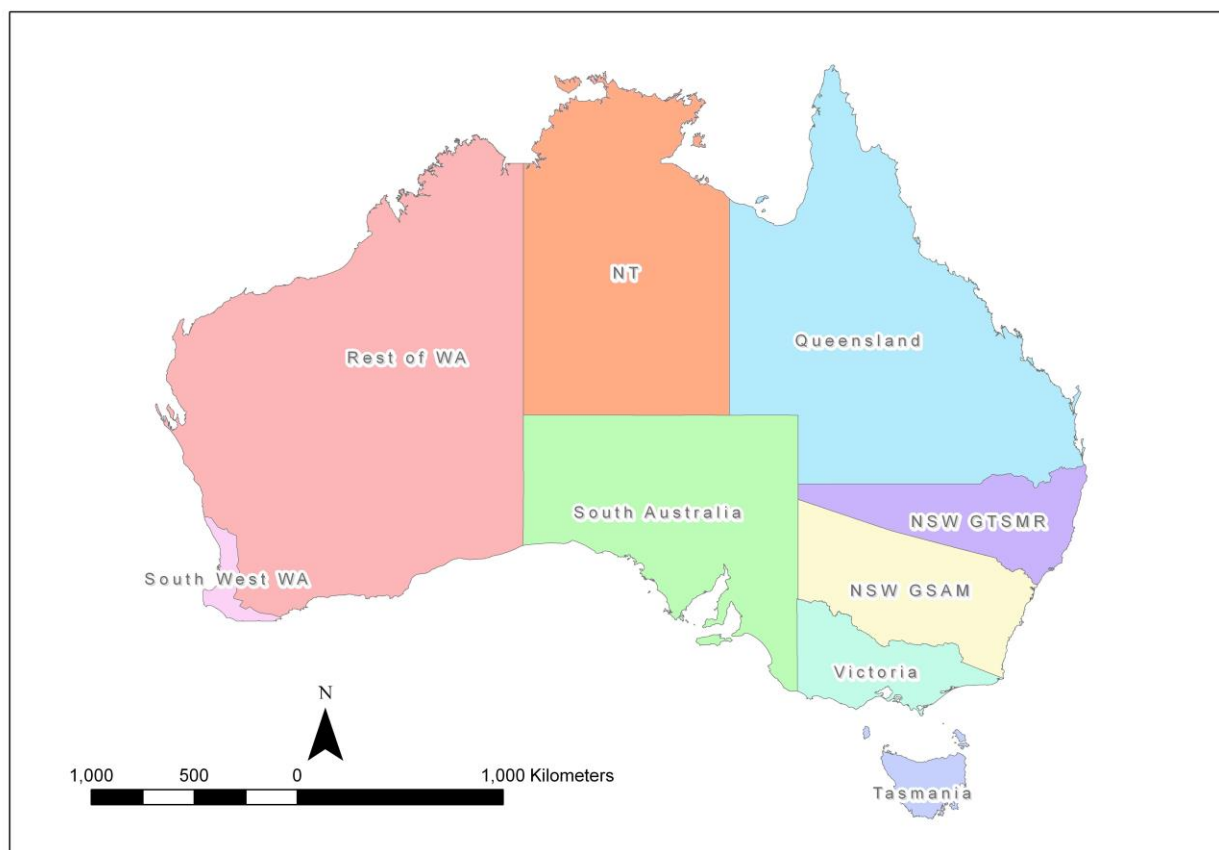 NT
Queensland
Rest of WA
South Australia
NSW GTSMR
South West WA
NSW GSAM
Victoria
N
1,000 500 0 1,000 Kilometers
Tasmania